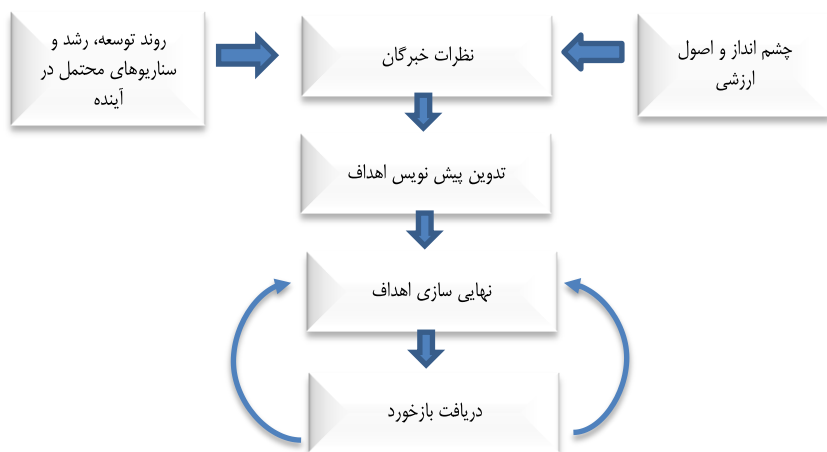 چشم انداز و اصول
ارزشی
نظرات خبرگان
روند توسعه، رشد و
سناریوهای محتمل در
آینده
تدوین پیش نویس اهداف
نهایی سازی اهداف
دریافت بازخورد